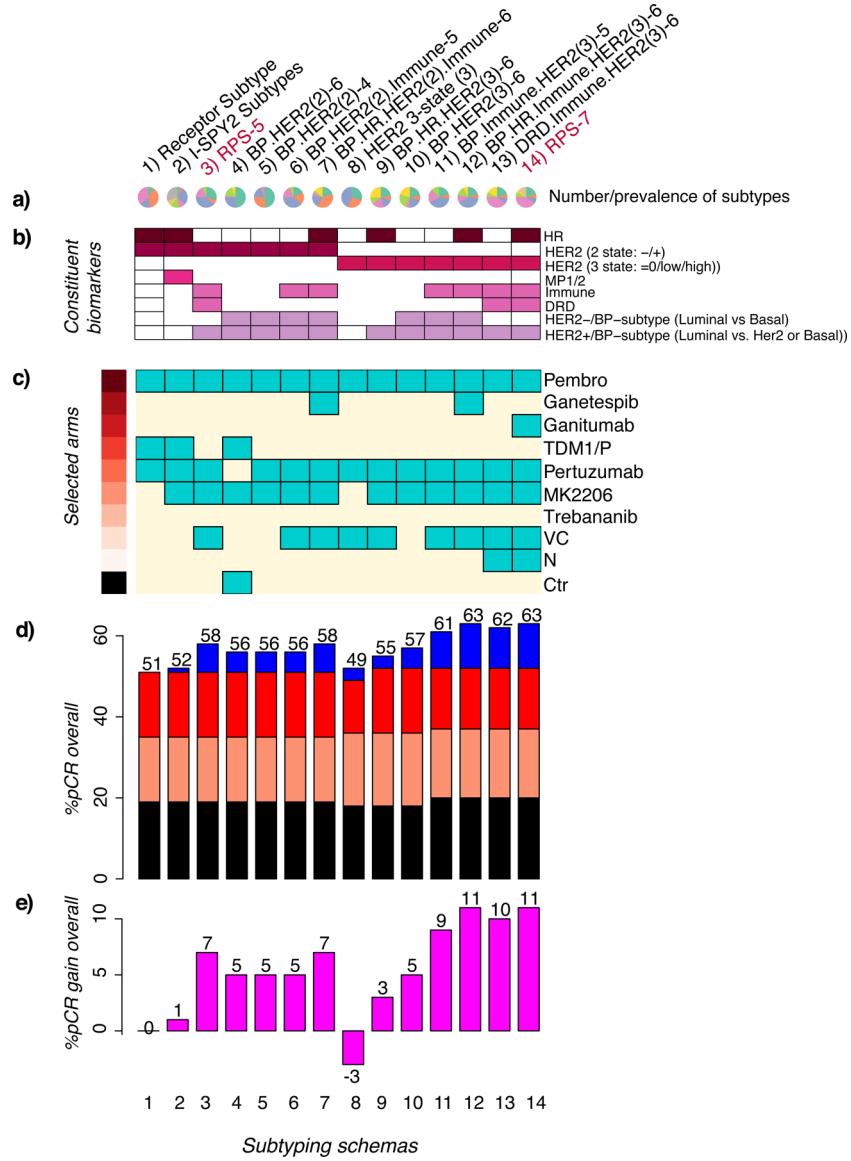 1) Receptor Subtype
2) I-SPY2 Subtypes
3) RPS-5
4) BP.HER2(2)-6
5) BP.HER2(2)-4
6) BP.HER2(2).Immune-5
7) BP.HR.HER2(2).Immune-6
8) HER2 3-state (3)
9) BP.HR.HER2(3)-6
10) BP.HER2(3)-6
11) BP.Immune.HER2(3)-5
12) BP.HR.Immune.HER2(3)-6
13) DRD.Immune.HER2(3)-6
14) RPS-7
a)
Number/prevalence of subtypes
b)
Constituent
biomarkers
HR
HER2 (2 state: −/+)
HER2 (3 state: =0/low/high))
MP1/2
Immune
DRD
HER2−/BP−subtype (Luminal vs Basal)
HER2+/BP−subtype (Luminal vs. Her2 or Basal))
c)
Selected arms
Pembro
Ganetespib
Ganitumab
TDM1/P
Pertuzumab
MK2206
Trebananib
VC
N
Ctr
d)
%pCR overall
60
40
20
0
51 52 58 56 56 56 58 49 55 57 61 63 62 63
e)
%pCR gain overall
10
5
0
0 1 7 5 5 5 7 -3 3 5 9 11 10 11
1 2 3 4 5 6 7 8 9 10 11 12 13 14
Subtyping schemas